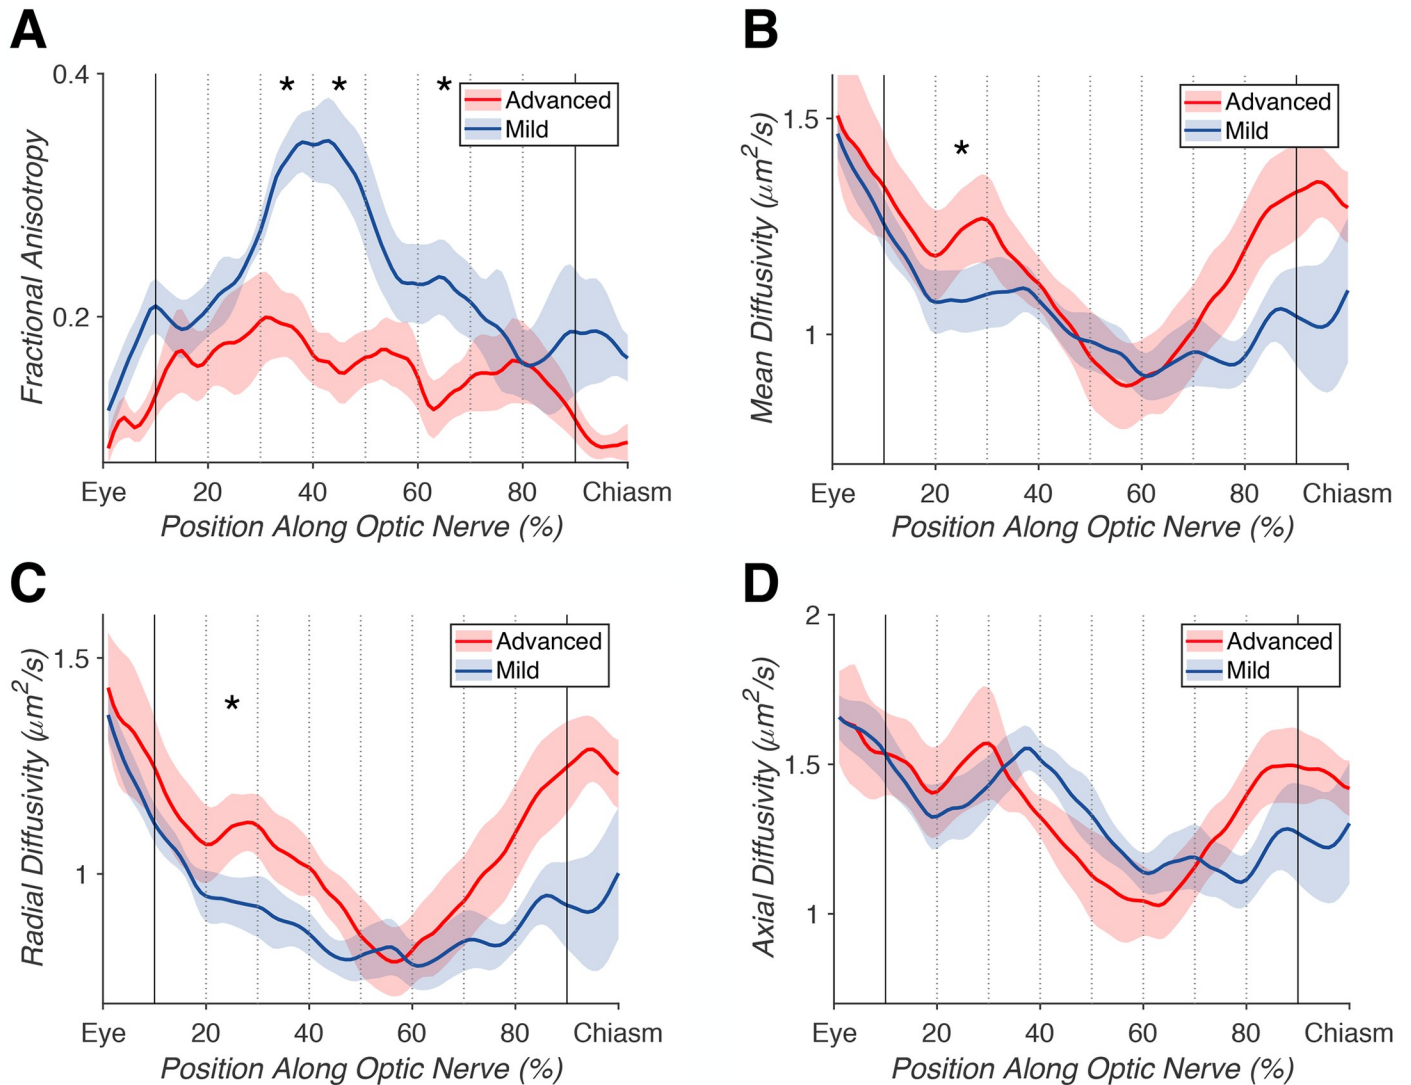 A
B
0.4
* * *
Advanced
Mild
Fractional Anisotropy
0.2
Eye 20 40 60 80 Chiasm
Position Along Optic Nerve (%)
1.5
*
Advanced
Mild
Mean Diffusivity (μm²/s)
1
Eye 20 40 60 80 Chiasm
Position Along Optic Nerve (%)
C
D
1.5
*
Advanced
Mild
Radial Diffusivity (μm²/s)
1
Eye 20 40 60 80 Chiasm
Position Along Optic Nerve (%)
2
Advanced
Mild
1.5
Axial Diffusivity (μm²/s)
1
Eye 20 40 60 80 Chiasm
Position Along Optic Nerve (%)